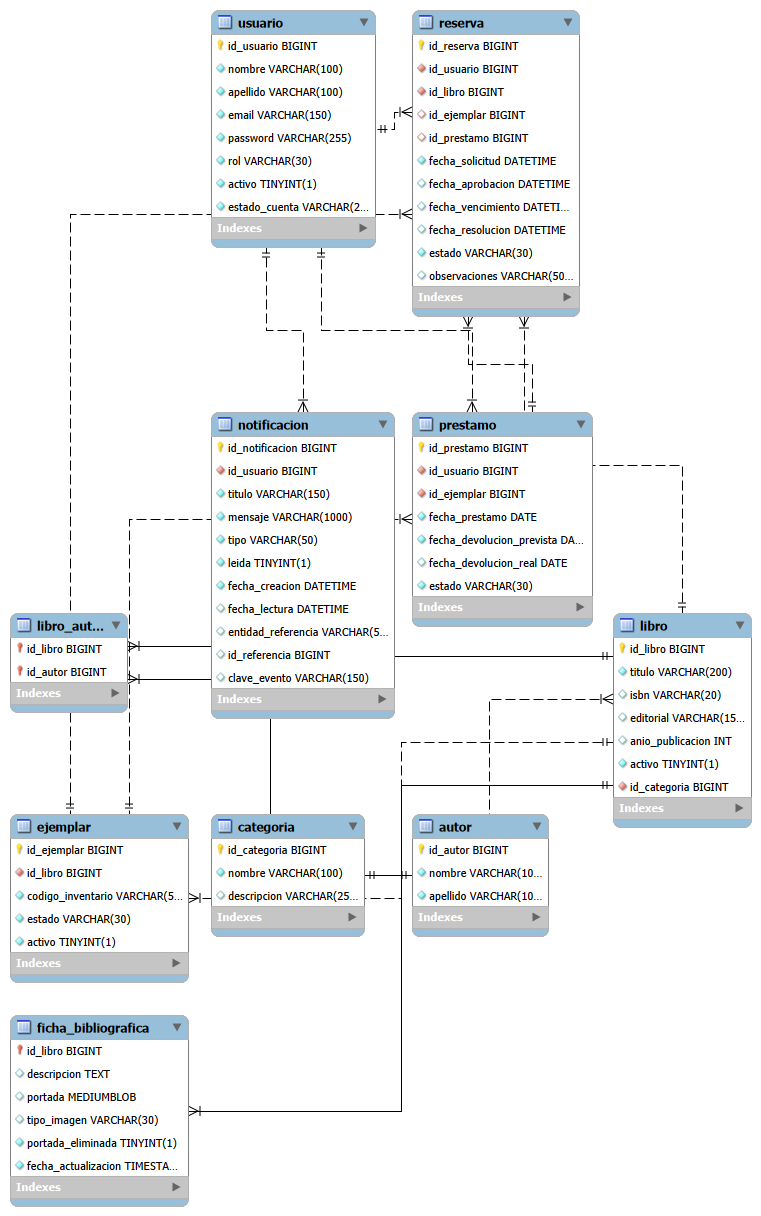 usuario
id_usuario BIGINT
nombre VARCHAR(100)
apellido VARCHAR(100)
email VARCHAR(150)
password VARCHAR(255)
rol VARCHAR(30)
activo TINYINT(1)
estado_cuenta VARCHAR(2...
Indexes
reserva
id_reserva BIGINT
id_usuario BIGINT
id_libro BIGINT
id_ejemplar BIGINT
id_prestamo BIGINT
fecha_solicitud DATETIME
fecha_aprobacion DATETIME
fecha_vencimiento DATETI...
fecha_resolucion DATETIME
estado VARCHAR(30)
observaciones VARCHAR(50...
Indexes
notificacion
id_notificacion BIGINT
id_usuario BIGINT
titulo VARCHAR(150)
mensaje VARCHAR(1000)
tipo VARCHAR(50)
leida TINYINT(1)
fecha_creacion DATETIME
fecha_lectura DATETIME
entidad_referencia VARCHAR(5...
id_referencia BIGINT
clave_evento VARCHAR(150)
Indexes
prestamo
id_prestamo BIGINT
id_usuario BIGINT
id_ejemplar BIGINT
fecha_prestamo DATE
fecha_devolucion_prevista DA...
fecha_devolucion_real DATE
estado VARCHAR(30)
Indexes
libro_aut...
id_libro BIGINT
id_autor BIGINT
Indexes
libro
id_libro BIGINT
titulo VARCHAR(200)
isbn VARCHAR(20)
editorial VARCHAR(15...
anio_publicacion INT
activo TINYINT(1)
id_categoria BIGINT
Indexes
ejemplar
id_ejemplar BIGINT
id_libro BIGINT
codigo_inventario VARCHAR(5...
estado VARCHAR(30)
activo TINYINT(1)
Indexes
categoria
id_categoria BIGINT
nombre VARCHAR(100)
descripcion VARCHAR(25...
Indexes
autor
id_autor BIGINT
nombre VARCHAR(10...
apellido VARCHAR(10...
Indexes
ficha_bibliografica
id_libro BIGINT
descripcion TEXT
portada MEDIUMBLOB
tipo_imagen VARCHAR(30)
portada_eliminada TINYINT(1)
fecha_actualizacion TIMESTA...
Indexes